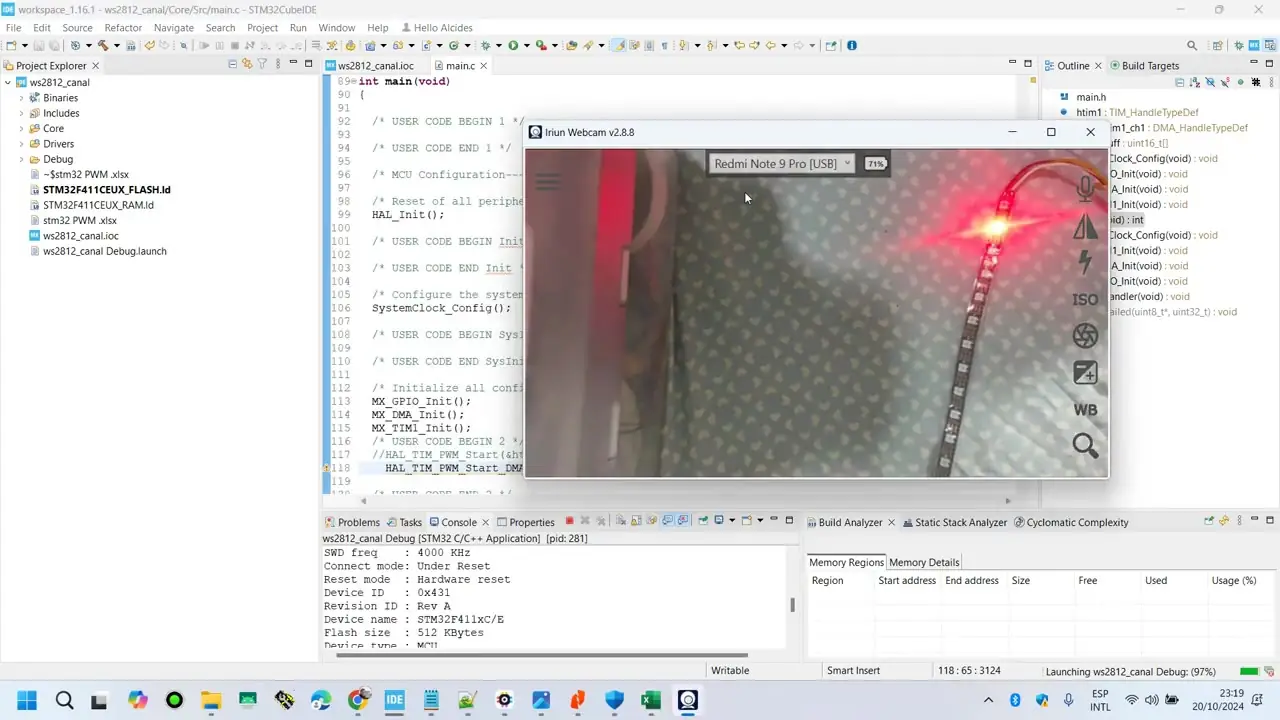 workspace_1.16.1 - ws2812_canal/Core/Src/main.c - STM32CubeIDE
File Edit Source Refactor Navigate Search Project Run Window Help Hello Alcides
Project Explorer
ws2812_canal
Binaries
Includes
Core
Drivers
Debug
~$stm32 PWM .xlsx
STM32F411CEUX_FLASH.ld
STM32F411CEUX_RAM.ld
stm32 PWM .xlsx
ws2812_canal.ioc
ws2812_canal Debug.launch
ws2812_canal.ioc main.c
89 int main(void)
90 {
91
92 /* USER CODE BEGIN 1 */
93
94 /* USER CODE END 1 */
95
96 /* MCU Configuration---
97
98 /* Reset of all periphe
99 HAL_Init();
100
101 /* USER CODE BEGIN Init
102
103 /* USER CODE END Init *
104
105 /* Configure the system
106 SystemClock_Config();
107
108 /* USER CODE BEGIN SysI
109
110 /* USER CODE END SysIni
111
112 /* Initialize all confi
113 MX_GPIO_Init();
114 MX_DMA_Init();
115 MX_TIM1_Init();
116 /* USER CODE BEGIN 2 */
117 //HAL_TIM_PWM_Start(&ht
118 HAL_TIM_PWM_Start_DMA
119
Iriun Webcam v2.8.8
Redmi Note 9 Pro [USB] 71%
ISO
WB
Outline Build Targets
main.h
htim1 : TIM_HandleTypeDef
im1_ch1 : DMA_HandleTypeDef
uff : uint16_t[]
Clock_Config(void) : void
O_Init(void) : void
A_Init(void) : void
1_Init(void) : void
oid) : int
Clock_Config(void) : void
1_Init(void) : void
A_Init(void) : void
O_Init(void) : void
andler(void) : void
ailed(uint8_t*, uint32_t) : void
Problems Tasks Console Properties
ws2812_canal Debug [STM32 C/C++ Application] [pid: 281]
SWD freq : 4000 KHz
Connect mode: Under Reset
Reset mode : Hardware reset
Device ID : 0x431
Revision ID : Rev A
Device name : STM32F411xC/E
Flash size : 512 KBytes
Device type : MCU
Build Analyzer Static Stack Analyzer Cyclomatic Complexity
Memory Regions Memory Details
Region Start address End address Size Free Used Usage (%)
Writable Smart Insert 118 : 65 : 3124 Launching ws2812_canal Debug: (97%)
ESP
INTL
23:19
20/10/2024